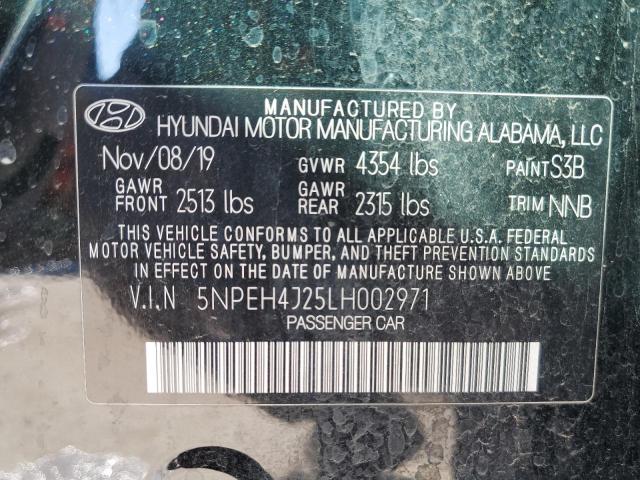 MANUFACTURED BY
HYUNDAI MOTOR MANUFACTURING ALABAMA, LLC
Nov/08/19 GVWR 4354 lbs PAINT S3B
GAWR FRONT 2513 lbs GAWR REAR 2315 lbs TRIM NNB
THIS VEHICLE CONFORMS TO ALL APPLICABLE U.S.A. FEDERAL
MOTOR VEHICLE SAFETY, BUMPER, AND THEFT PREVENTION STANDARDS
IN EFFECT ON THE DATE OF MANUFACTURE SHOWN ABOVE
V.I.N 5NPEH4J25LH002971
PASSENGER CAR